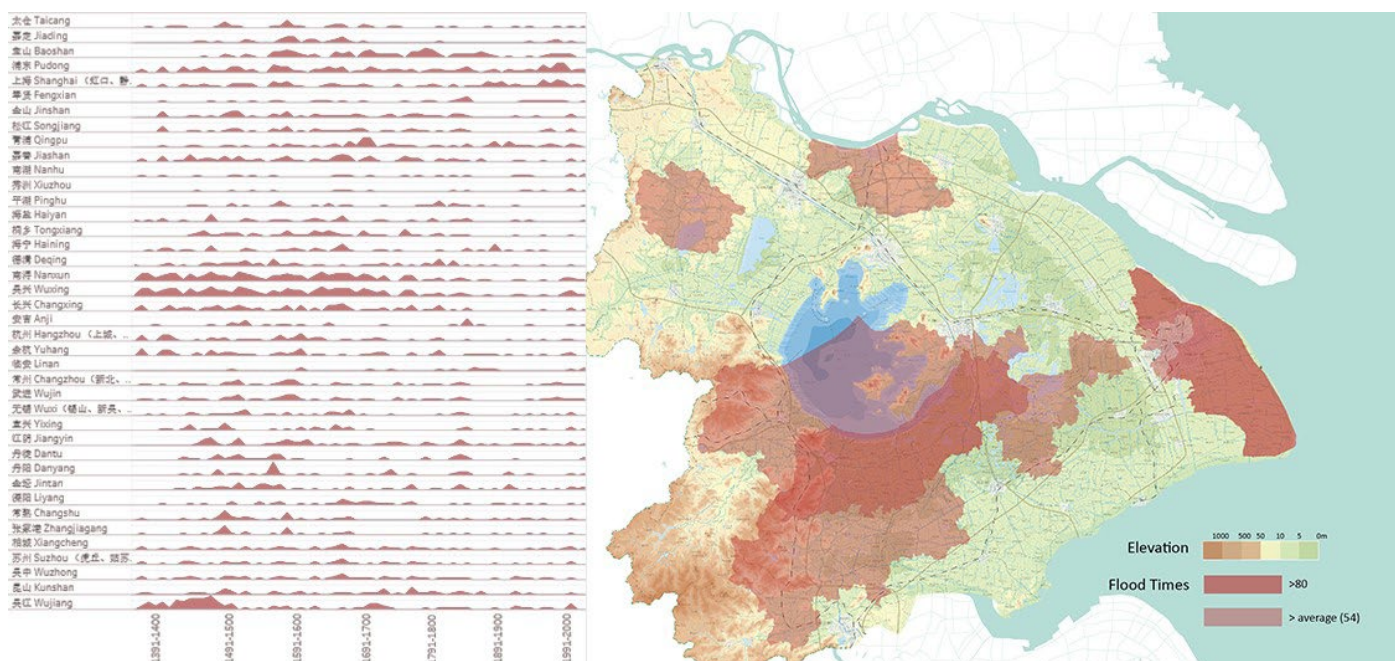 太仓 Taicang
嘉定 Jiading
宝山 Baoshan
浦东 Pudong
上海 Shanghai（虹口、静..
奉贤 Fengxian
金山 Jinshan
松江 Songjiang
青浦 Qingpu
嘉善 Jiashan
南湖 Nanhu
秀洲 Xiuzhou
平湖 Pinghu
海盐 Haiyan
桐乡 Tongxiang
海宁 Haining
德清 Deqing
南浔 Nanxun
吴兴 Wuxing
长兴 Changxing
安吉 Anji
杭州 Hangzhou（上城、..
余杭 Yuhang
临安 Linan
常州 Changzhou（新北、..
武进 Wujin
无锡 Wuxi（锡山、新吴、..
宜兴 Yixing
江阴 Jiangyin
丹徒 Dantu
丹阳 Danyang
金坛 Jintan
溧阳 Liyang
常熟 Changshu
张家港 Zhangjiagang
相城 Xiangcheng
苏州 Suzhou（虎丘、姑苏..
吴中 Wuzhong
昆山 Kunshan
吴江 Wujiang
1391-1400
1491-1500
1591-1600
1691-1700
1791-1800
1891-1900
1991-2000
Elevation
1000 500 50 10 5 0m
Flood Times
>80
> average (54)